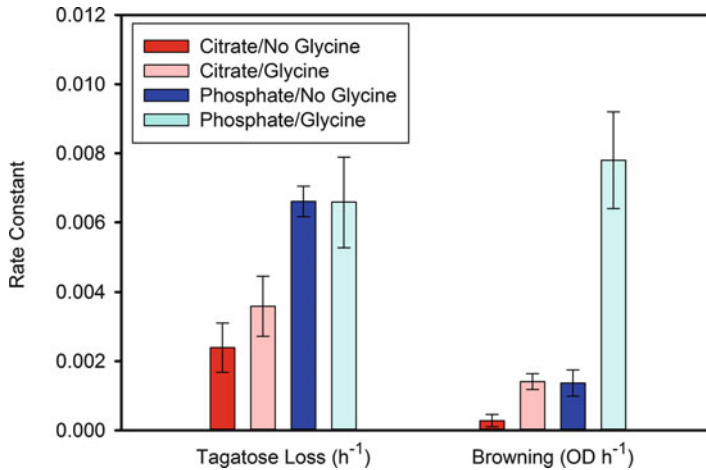 0.012
0.010
0.008
0.006
0.004
0.002
0.000
Rate Constant
Citrate/No Glycine
Citrate/Glycine
Phosphate/No Glycine
Phosphate/Glycine
Tagatose Loss (h⁻¹)
Browning (OD h⁻¹)